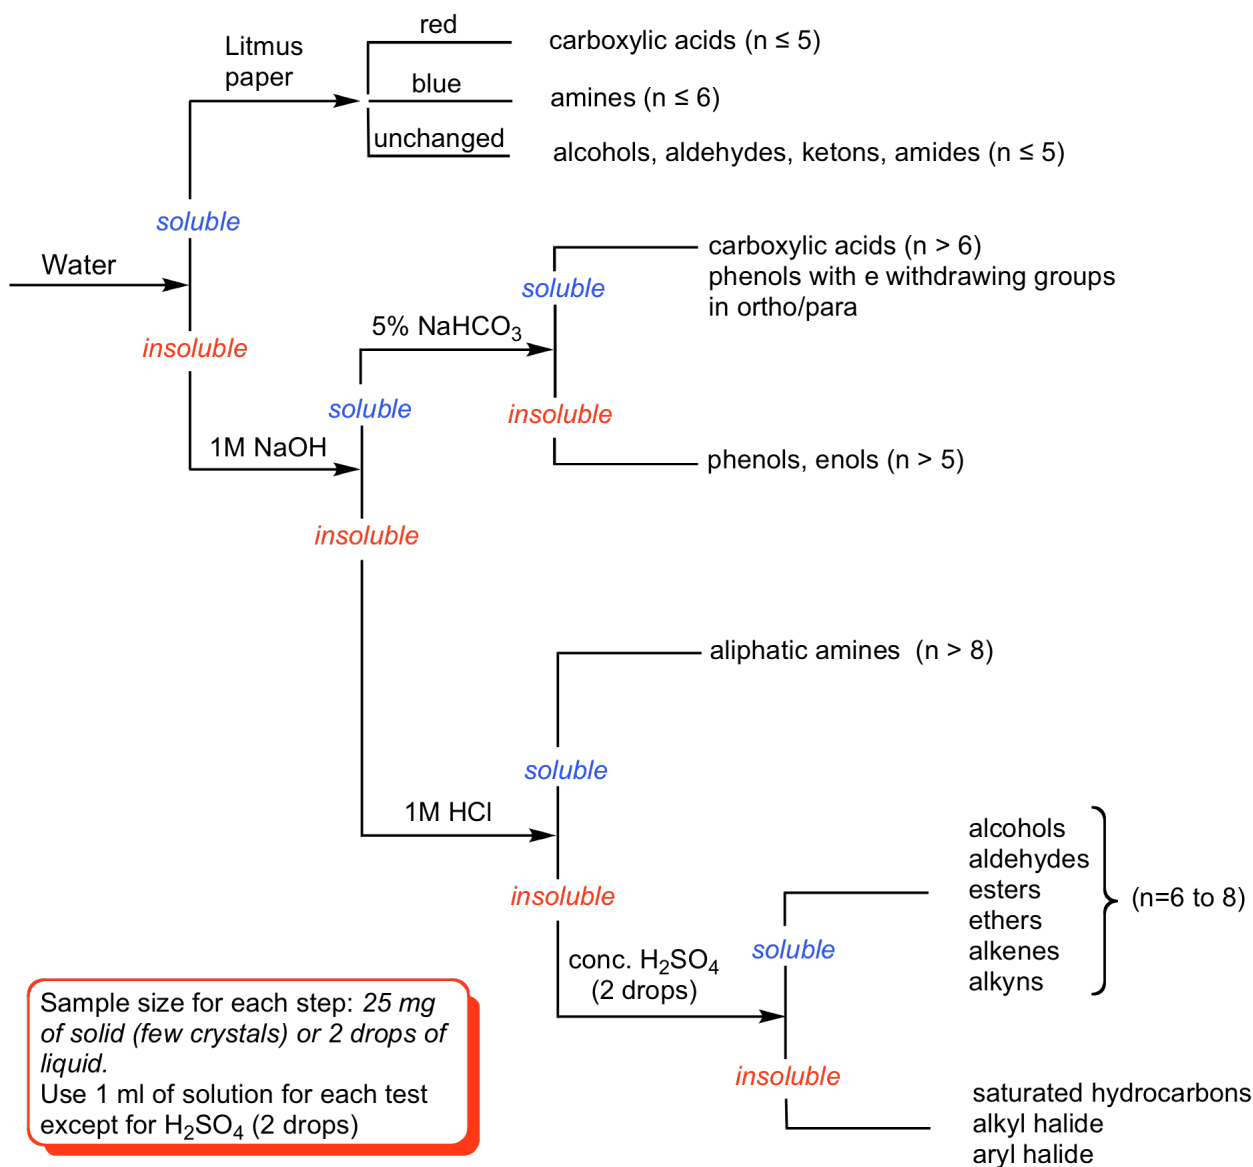 red
Litmus
paper
carboxylic acids (n ≤ 5)
blue
amines (n ≤ 6)
unchanged
alcohols, aldehydes, ketons, amides (n ≤ 5)
soluble
Water
insoluble
carboxylic acids (n > 6)
phenols with e withdrawing groups
in ortho/para
soluble
5% NaHCO₃
soluble
insoluble
1M NaOH
phenols, enols (n > 5)
insoluble
aliphatic amines (n > 8)
soluble
1M HCl
insoluble
alcohols
aldehydes
esters
ethers
alkenes
alkyns
(n=6 to 8)
soluble
conc. H₂SO₄
(2 drops)
insoluble
saturated hydrocarbons
alkyl halide
aryl halide
Sample size for each step: 25 mg
of solid (few crystals) or 2 drops of
liquid.
Use 1 ml of solution for each test
except for H₂SO₄ (2 drops)